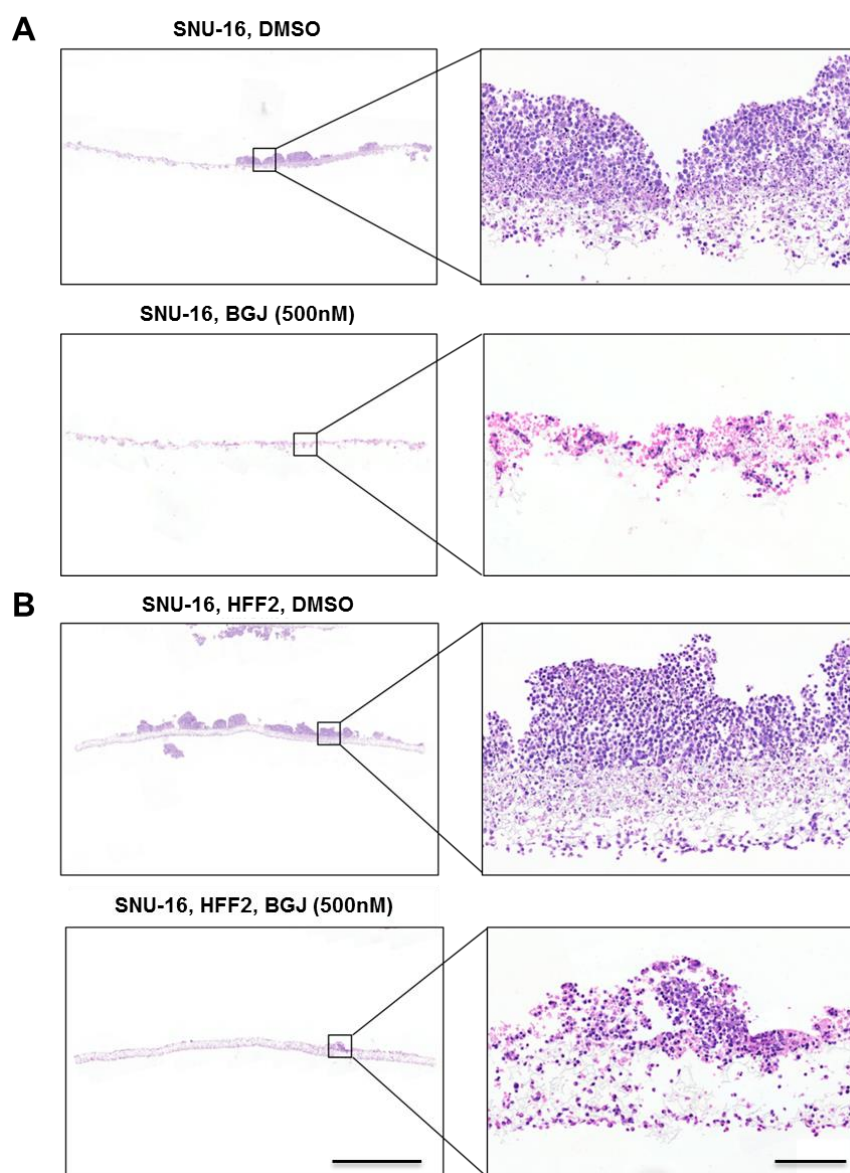 A
SNU-16, DMSO
SNU-16, BGJ (500nM)
B
SNU-16, HFF2, DMSO
SNU-16, HFF2, BGJ (500nM)